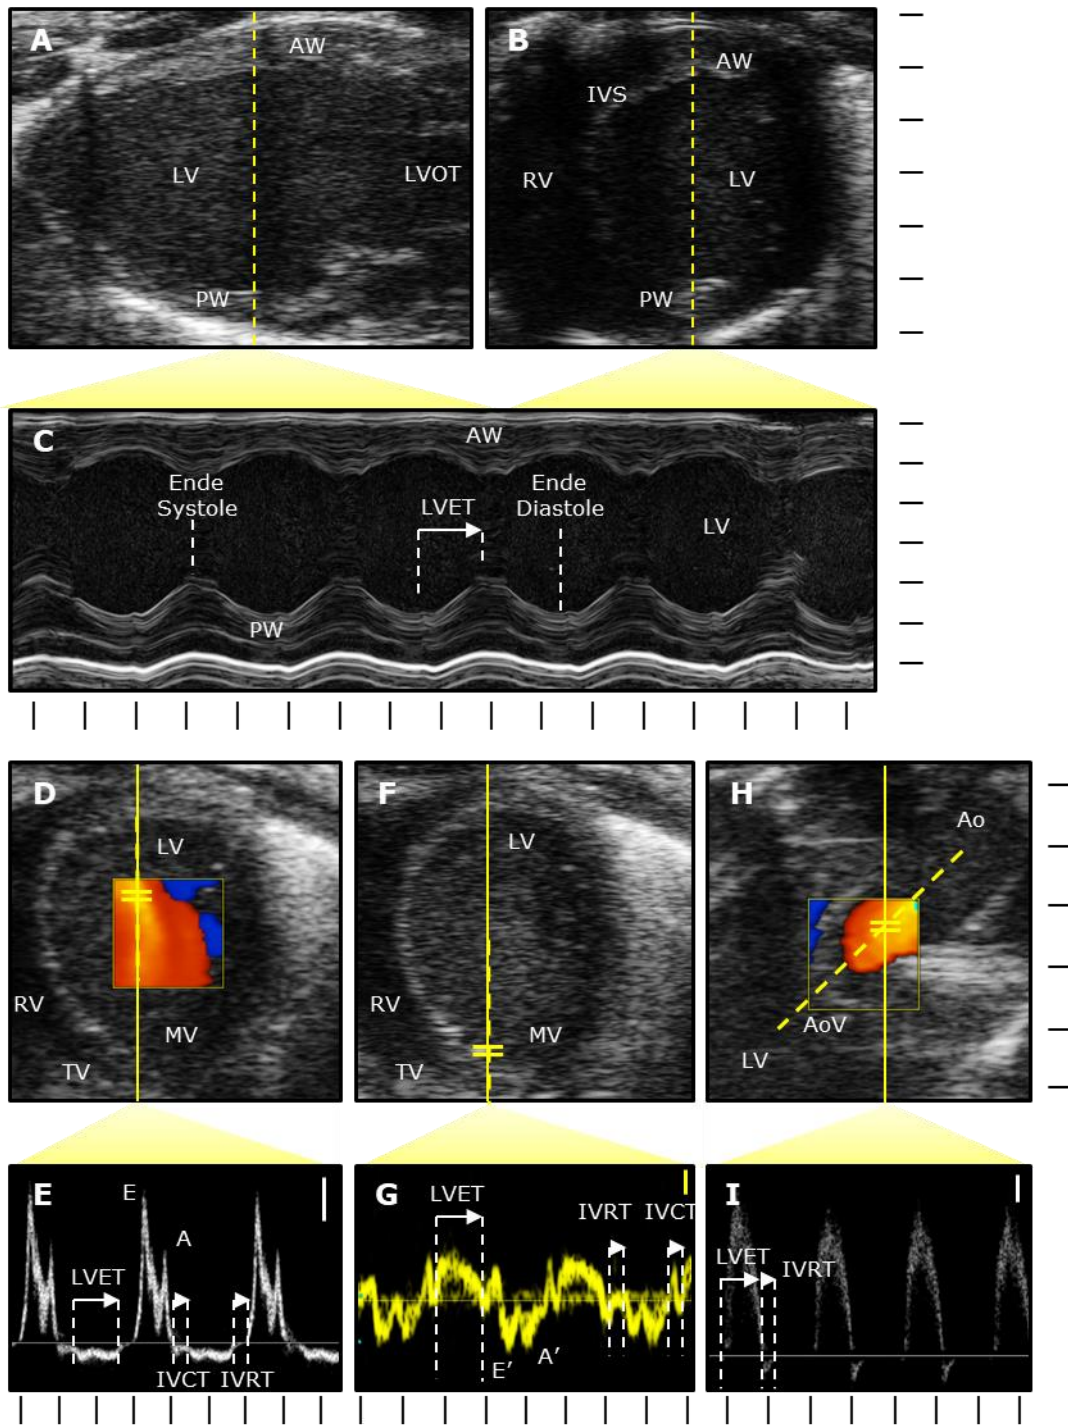 A
AW
LV
LVOT
PW
B
AW
IVS
RV
LV
PW
C
AW
Ende
Systole
LVET
Ende
Diastole
LV
PW
D
LV
RV
MV
TV
F
LV
RV
MV
TV
H
Ao
AoV
LV
E
E
A
LVET
IVCT
IVRT
G
LVET
IVRT
IVCT
E′
A′
I
LVET
IVRT